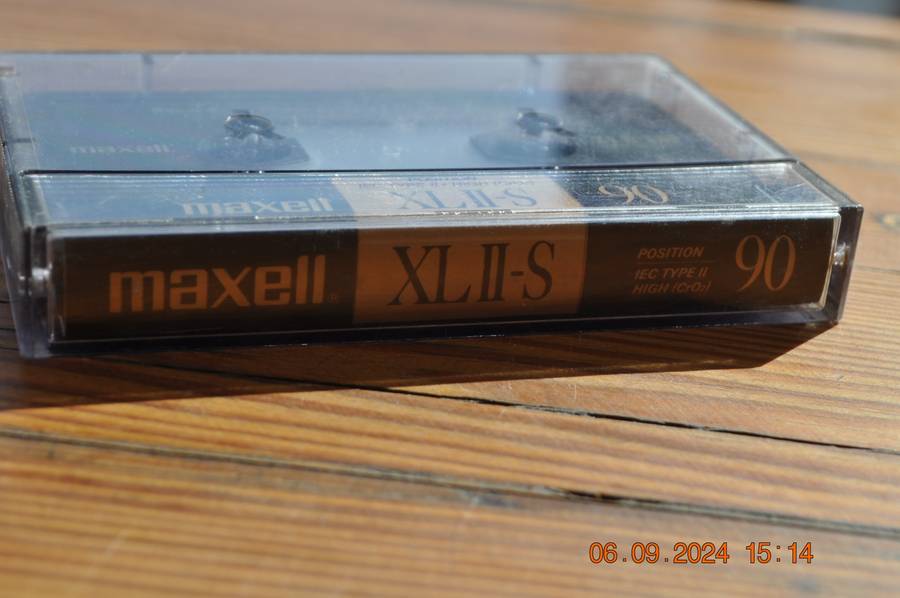 maxell
maxell XLII-S 90
maxell XLII-S POSITION
IEC TYPE II
HIGH (CrO₂) 90
06.09.2024 15:14